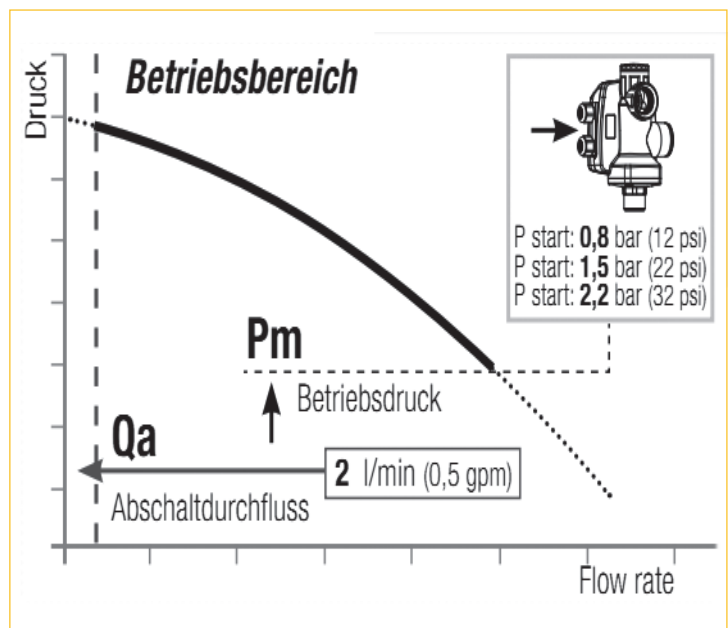 Betriebsbereich
Druck
P start: 0,8 bar (12 psi)
P start: 1,5 bar (22 psi)
P start: 2,2 bar (32 psi)
Pm
Betriebsdruck
Qa
2 l/min (0,5 gpm)
Abschaltdurchfluss
Flow rate